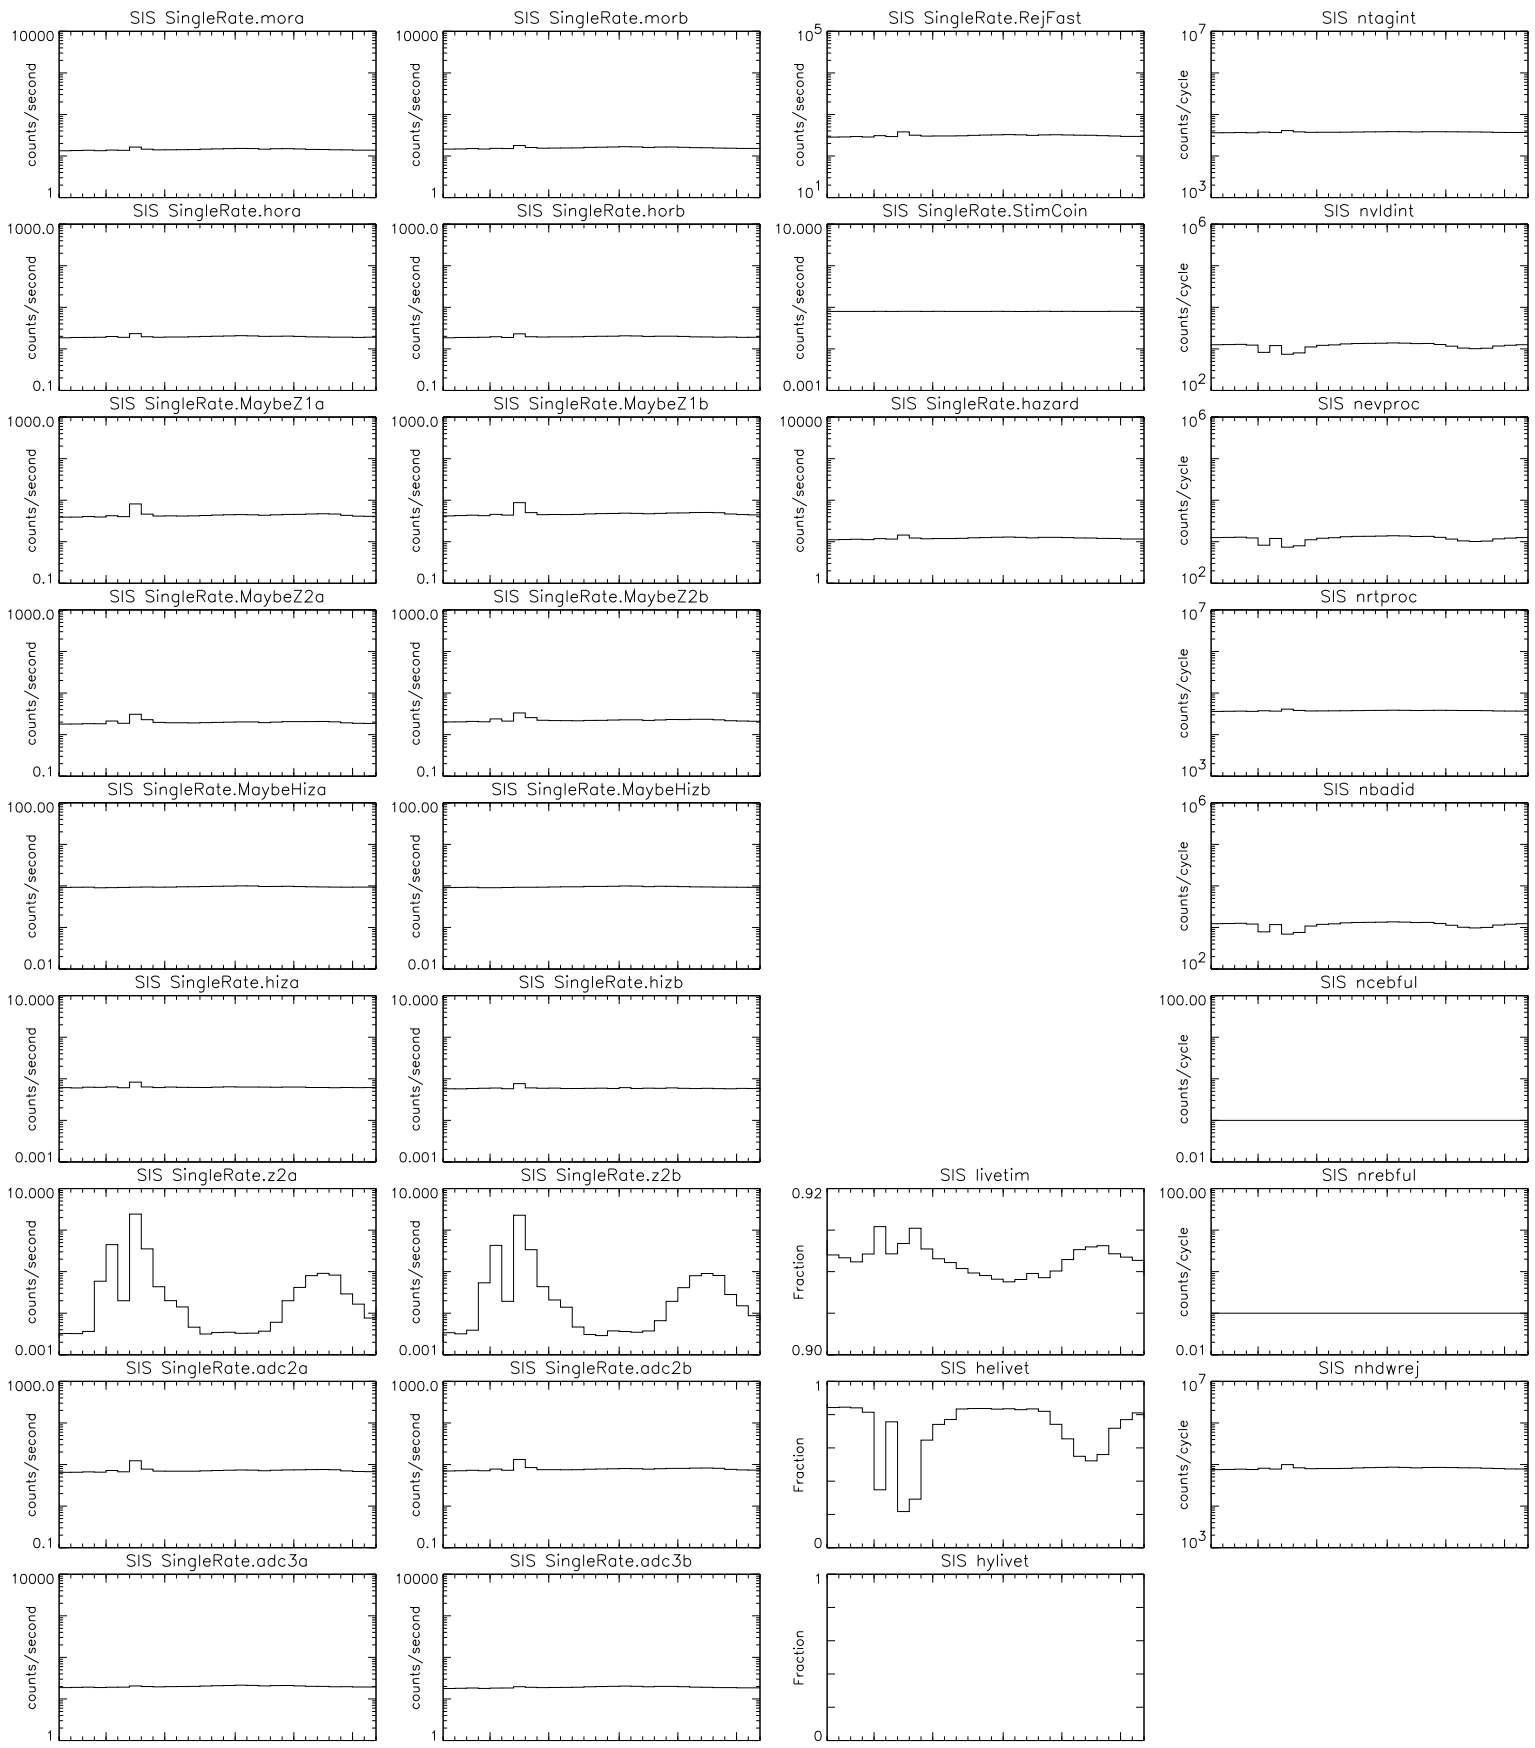 SIS SingleRate.mora
10000
counts/second
1
SIS SingleRate.morb
10000
counts/second
1
SIS SingleRate.RejFast
10^5
counts/second
10^1
SIS ntagint
10^7
counts/cycle
10^3
SIS SingleRate.hora
1000.0
counts/second
0.1
SIS SingleRate.horb
1000.0
counts/second
0.1
SIS SingleRate.StimCoin
10.000
counts/second
0.001
SIS nvldint
10^6
counts/cycle
10^2
SIS SingleRate.MaybeZ1a
1000.0
counts/second
0.1
SIS SingleRate.MaybeZ1b
1000.0
counts/second
0.1
SIS SingleRate.hazard
10000
counts/second
1
SIS nevproc
10^6
counts/cycle
10^2
SIS SingleRate.MaybeZ2a
1000.0
counts/second
0.1
SIS SingleRate.MaybeZ2b
1000.0
counts/second
0.1
SIS nrtproc
10^7
counts/cycle
10^3
SIS SingleRate.MaybeHiza
100.00
counts/second
0.01
SIS SingleRate.MaybeHizb
100.00
counts/second
0.01
SIS nbadid
10^6
counts/cycle
10^2
SIS SingleRate.hiza
10.000
counts/second
0.001
SIS SingleRate.hizb
10.000
counts/second
0.001
SIS ncebful
100.00
counts/cycle
0.01
SIS SingleRate.z2a
10.000
counts/second
0.001
SIS SingleRate.z2b
10.000
counts/second
0.001
SIS livetim
0.92
Fraction
0.90
SIS nrebful
100.00
counts/cycle
0.01
SIS SingleRate.adc2a
1000.0
counts/second
0.1
SIS SingleRate.adc2b
1000.0
counts/second
0.1
SIS helivet
1
Fraction
0
SIS nhdwrej
10^7
counts/cycle
10^3
SIS SingleRate.adc3a
10000
counts/second
1
SIS SingleRate.adc3b
10000
counts/second
1
SIS hylivet
1
Fraction
0